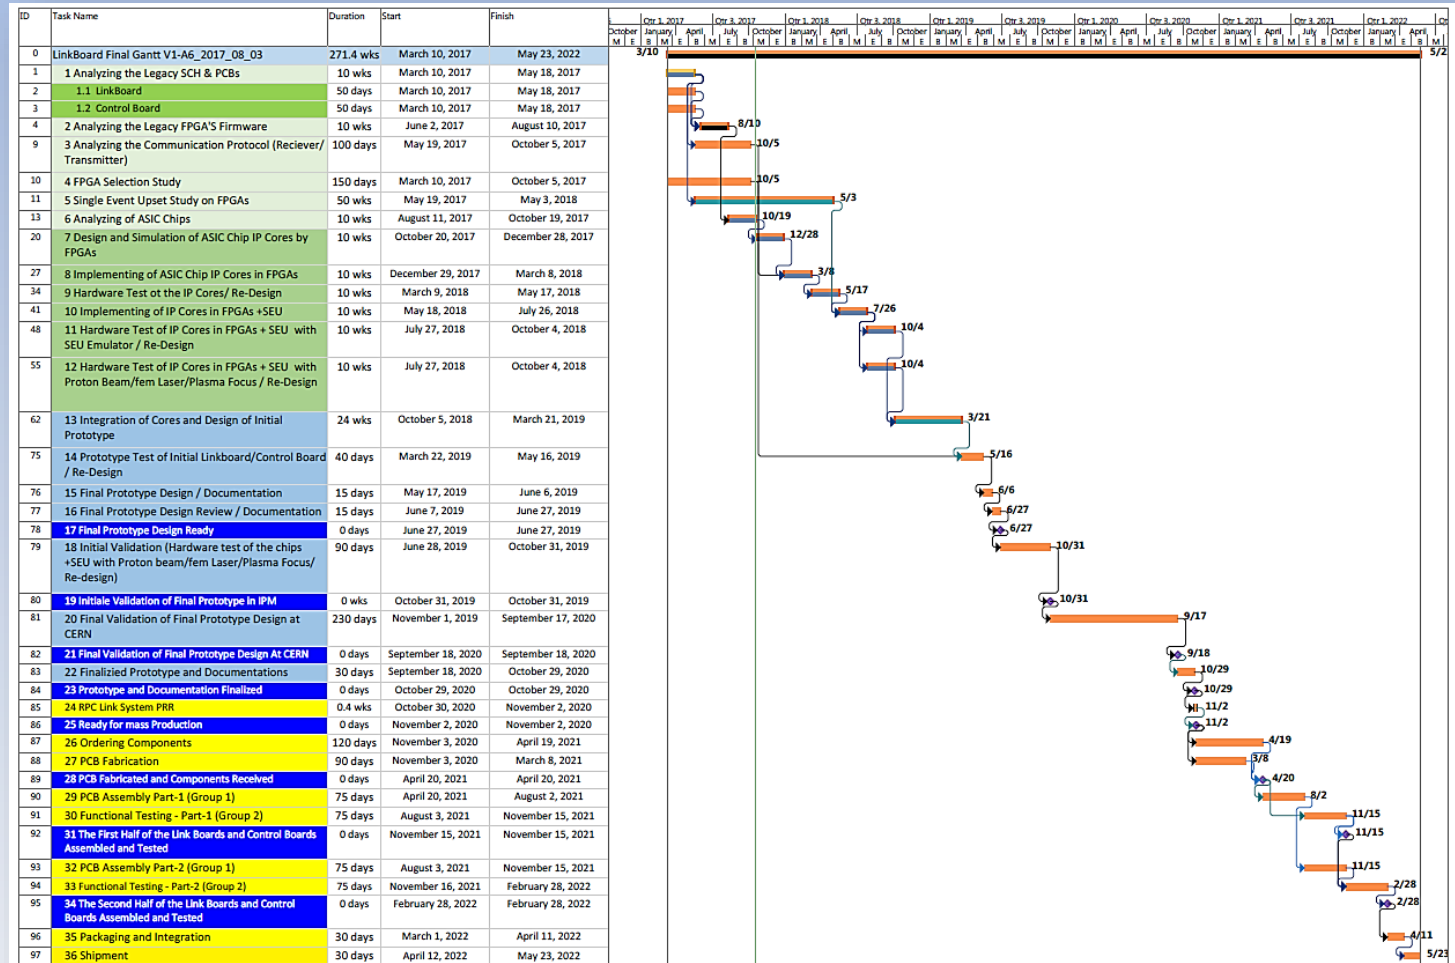 ID Task Name Duration Start Finish
Qtr 1, 2017 Qtr 3, 2017 Qtr 1, 2018 Qtr 3, 2018 Qtr 1, 2019 Qtr 3, 2019 Qtr 1, 2020 Qtr 3, 2020 Qtr 1, 2021 Qtr 3, 2021 Qtr 1, 2022
October January April July October January April July October January April July October January April July October January April July October January April
M E B M E B M E B M E B M E B M E B M E B M E B M E B M E B M E B M
0 LinkBoard Final Gantt V1-A6_2017_08_03 271.4 wks March 10, 2017 May 23, 2022 3/10
1 1 Analyzing the Legacy SCH & PCBs 10 wks March 10, 2017 May 18, 2017
2 1.1 LinkBoard 50 days March 10, 2017 May 18, 2017
3 1.2 Control Board 50 days March 10, 2017 May 18, 2017
4 2 Analyzing the Legacy FPGA'S Firmware 10 wks June 2, 2017 August 10, 2017 8/10
9 3 Analyzing the Communication Protocol (Reciever/ 100 days May 19, 2017 October 5, 2017 10/5
Transmitter)
10 4 FPGA Selection Study 150 days March 10, 2017 October 5, 2017 10/5
11 5 Single Event Upset Study on FPGAs 50 wks May 19, 2017 May 3, 2018 5/3
13 6 Analyzing of ASIC Chips 10 wks August 11, 2017 October 19, 2017 10/19
20 7 Design and Simulation of ASIC Chip IP Cores by 10 wks October 20, 2017 December 28, 2017 12/28
FPGAs
27 8 Implementing of ASIC Chip IP Cores in FPGAs 10 wks December 29, 2017 March 8, 2018 3/8
34 9 Hardware Test ot the IP Cores/ Re-Design 10 wks March 9, 2018 May 17, 2018 5/17
41 10 Implementing of IP Cores in FPGAs +SEU 10 wks May 18, 2018 July 26, 2018 7/26
48 11 Hardware Test of IP Cores in FPGAs + SEU with 10 wks July 27, 2018 October 4, 2018 10/4
SEU Emulator / Re-Design
55 12 Hardware Test of IP Cores in FPGAs + SEU with 10 wks July 27, 2018 October 4, 2018 10/4
Proton Beam/fem Laser/Plasma Focus / Re-Design
62 13 Integration of Cores and Design of Initial 24 wks October 5, 2018 March 21, 2019 3/21
Prototype
75 14 Prototype Test of Initial Linkboard/Control Board 40 days March 22, 2019 May 16, 2019 5/16
/ Re-Design
76 15 Final Prototype Design / Documentation 15 days May 17, 2019 June 6, 2019 6/6
77 16 Final Prototype Design Review / Documentation 15 days June 7, 2019 June 27, 2019 6/27
78 17 Final Prototype Design Ready 0 days June 27, 2019 June 27, 2019 6/27
79 18 Initial Validation (Hardware test of the chips 90 days June 28, 2019 October 31, 2019 10/31
+SEU with Proton beam/fem Laser/Plasma Focus/
Re-design)
80 19 Initiale Validation of Final Prototype in IPM 0 wks October 31, 2019 October 31, 2019 10/31
81 20 Final Validation of Final Prototype Design at 230 days November 1, 2019 September 17, 2020 9/17
CERN
82 21 Final Validation of Final Prototype Design At CERN 0 days September 18, 2020 September 18, 2020 9/18
83 22 Finalizied Prototype and Documentations 30 days September 18, 2020 October 29, 2020 10/29
84 23 Prototype and Documentation Finalized 0 days October 29, 2020 October 29, 2020 10/29
85 24 RPC Link System PRR 0.4 wks October 30, 2020 November 2, 2020 11/2
86 25 Ready for mass Production 0 days November 2, 2020 November 2, 2020 11/2
87 26 Ordering Components 120 days November 3, 2020 April 19, 2021 4/19
88 27 PCB Fabrication 90 days November 3, 2020 March 8, 2021 3/8
89 28 PCB Fabricated and Components Received 0 days April 20, 2021 April 20, 2021 4/20
90 29 PCB Assembly Part-1 (Group 1) 75 days April 20, 2021 August 2, 2021 8/2
91 30 Functional Testing - Part-1 (Group 2) 75 days August 3, 2021 November 15, 2021 11/15
92 31 The First Half of the Link Boards and Control Boards 0 days November 15, 2021 November 15, 2021 11/15
Assembled and Tested
93 32 PCB Assembly Part-2 (Group 1) 75 days August 3, 2021 November 15, 2021 11/15
94 33 Functional Testing - Part-2 (Group 2) 75 days November 16, 2021 February 28, 2022 2/28
95 34 The Second Half of the Link Boards and Control 0 days February 28, 2022 February 28, 2022 2/28
Boards Assembled and Tested
96 35 Packaging and Integration 30 days March 1, 2022 April 11, 2022 4/11
97 36 Shipment 30 days April 12, 2022 May 23, 2022 5/23